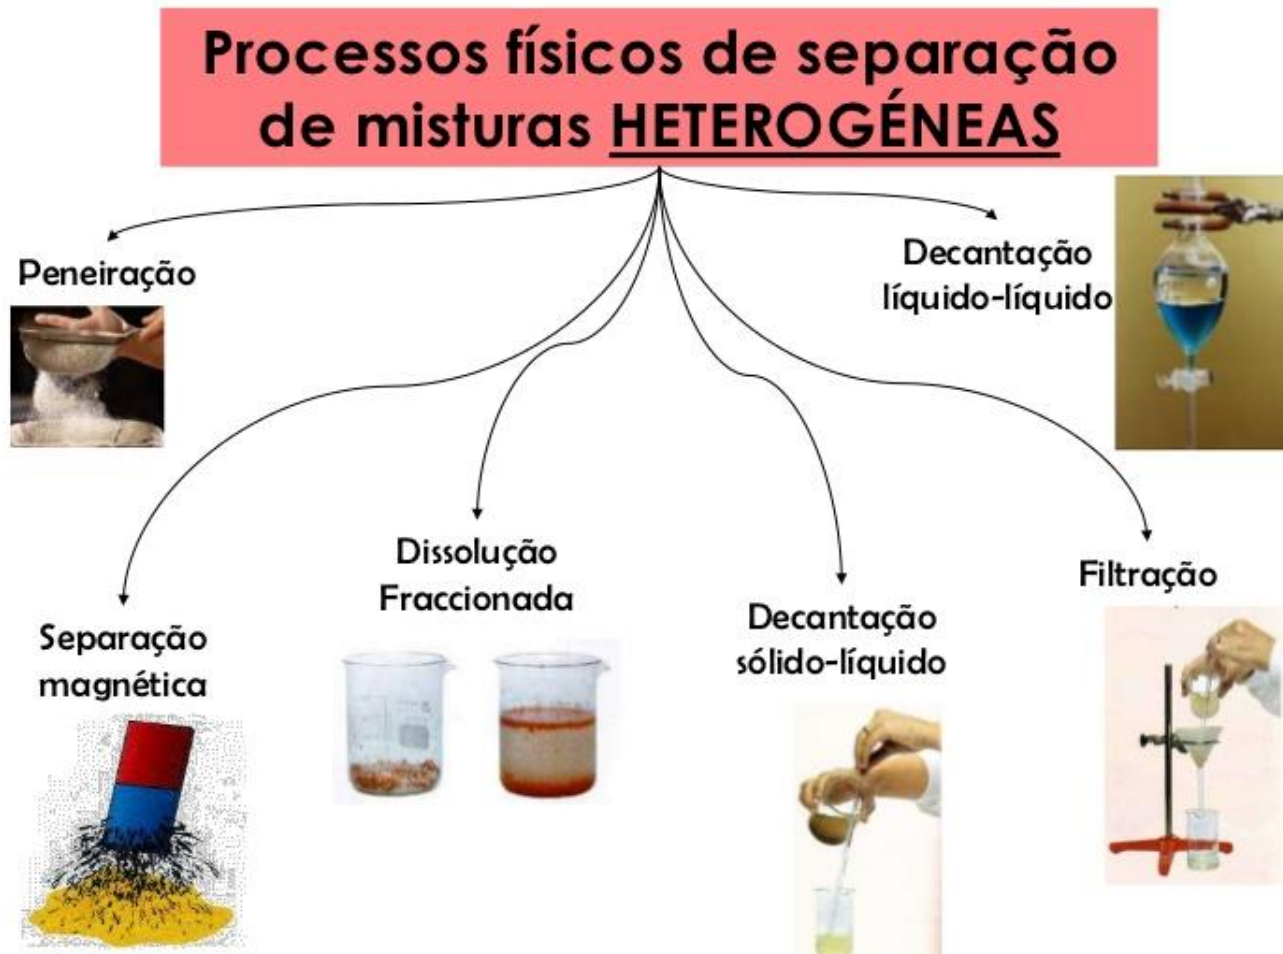 Processos físicos de separação
de misturas HETEROGÉNEAS
Peneiração
Decantação
líquido-líquido
Dissolução
Fraccionada
Filtração
Separação
magnética
Decantação
sólido-líquido